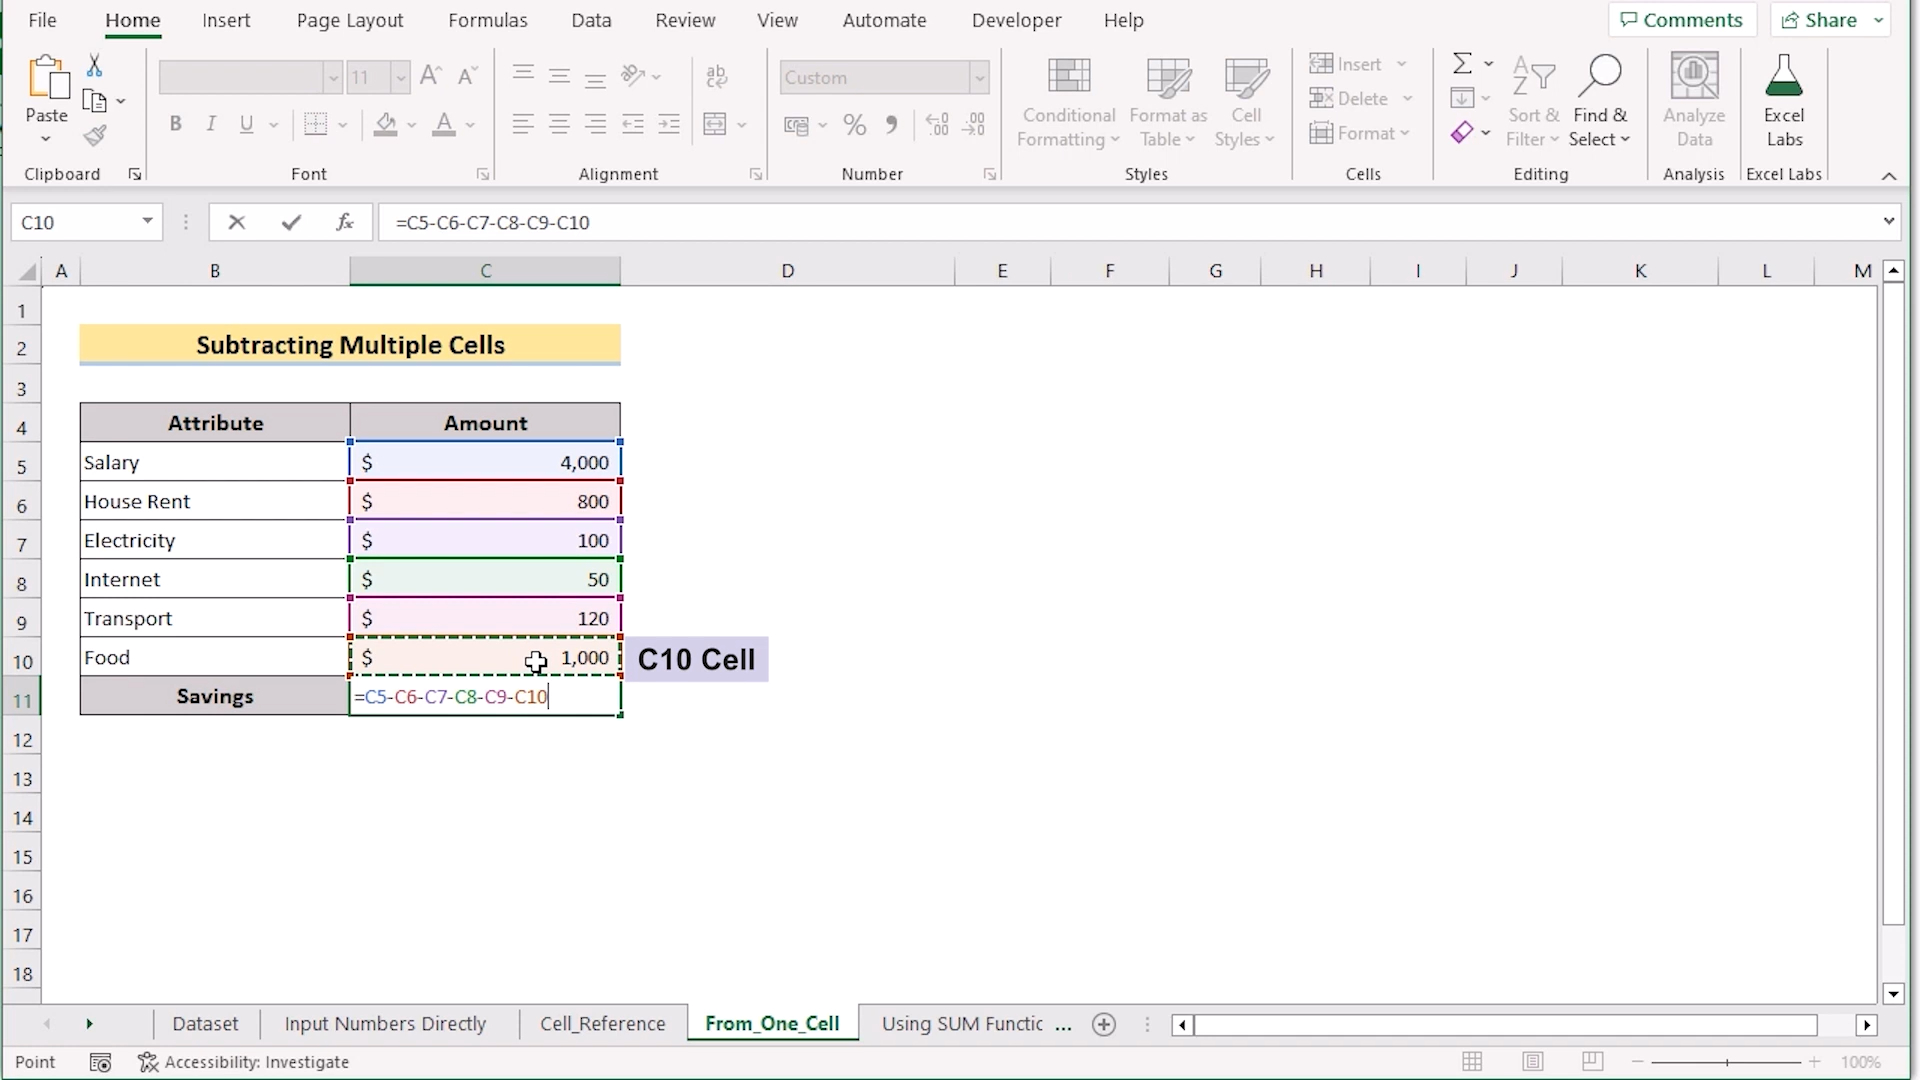 File Home Insert Page Layout Formulas Data Review View Automate Developer Help Comments Share
Paste 11 Custom Insert Delete Format
Conditional Formatting Format as Table Cell Styles Sort & Filter Find & Select Analyze Data Excel Labs
Clipboard Font Alignment Number Styles Cells Editing Analysis Excel Labs
C10 fx =C5-C6-C7-C8-C9-C10
A B C D E F G H I J K L M
1
2 Subtracting Multiple Cells
3
4 Attribute Amount
5 Salary $ 4,000
6 House Rent $ 800
7 Electricity $ 100
8 Internet $ 50
9 Transport $ 120
10 Food $ 1,000 C10 Cell
11 Savings =C5-C6-C7-C8-C9-C10
12
13
14
15
16
17
18
Dataset Input Numbers Directly Cell_Reference From_One_Cell Using SUM Functic ...
Point Accessibility: Investigate 100%